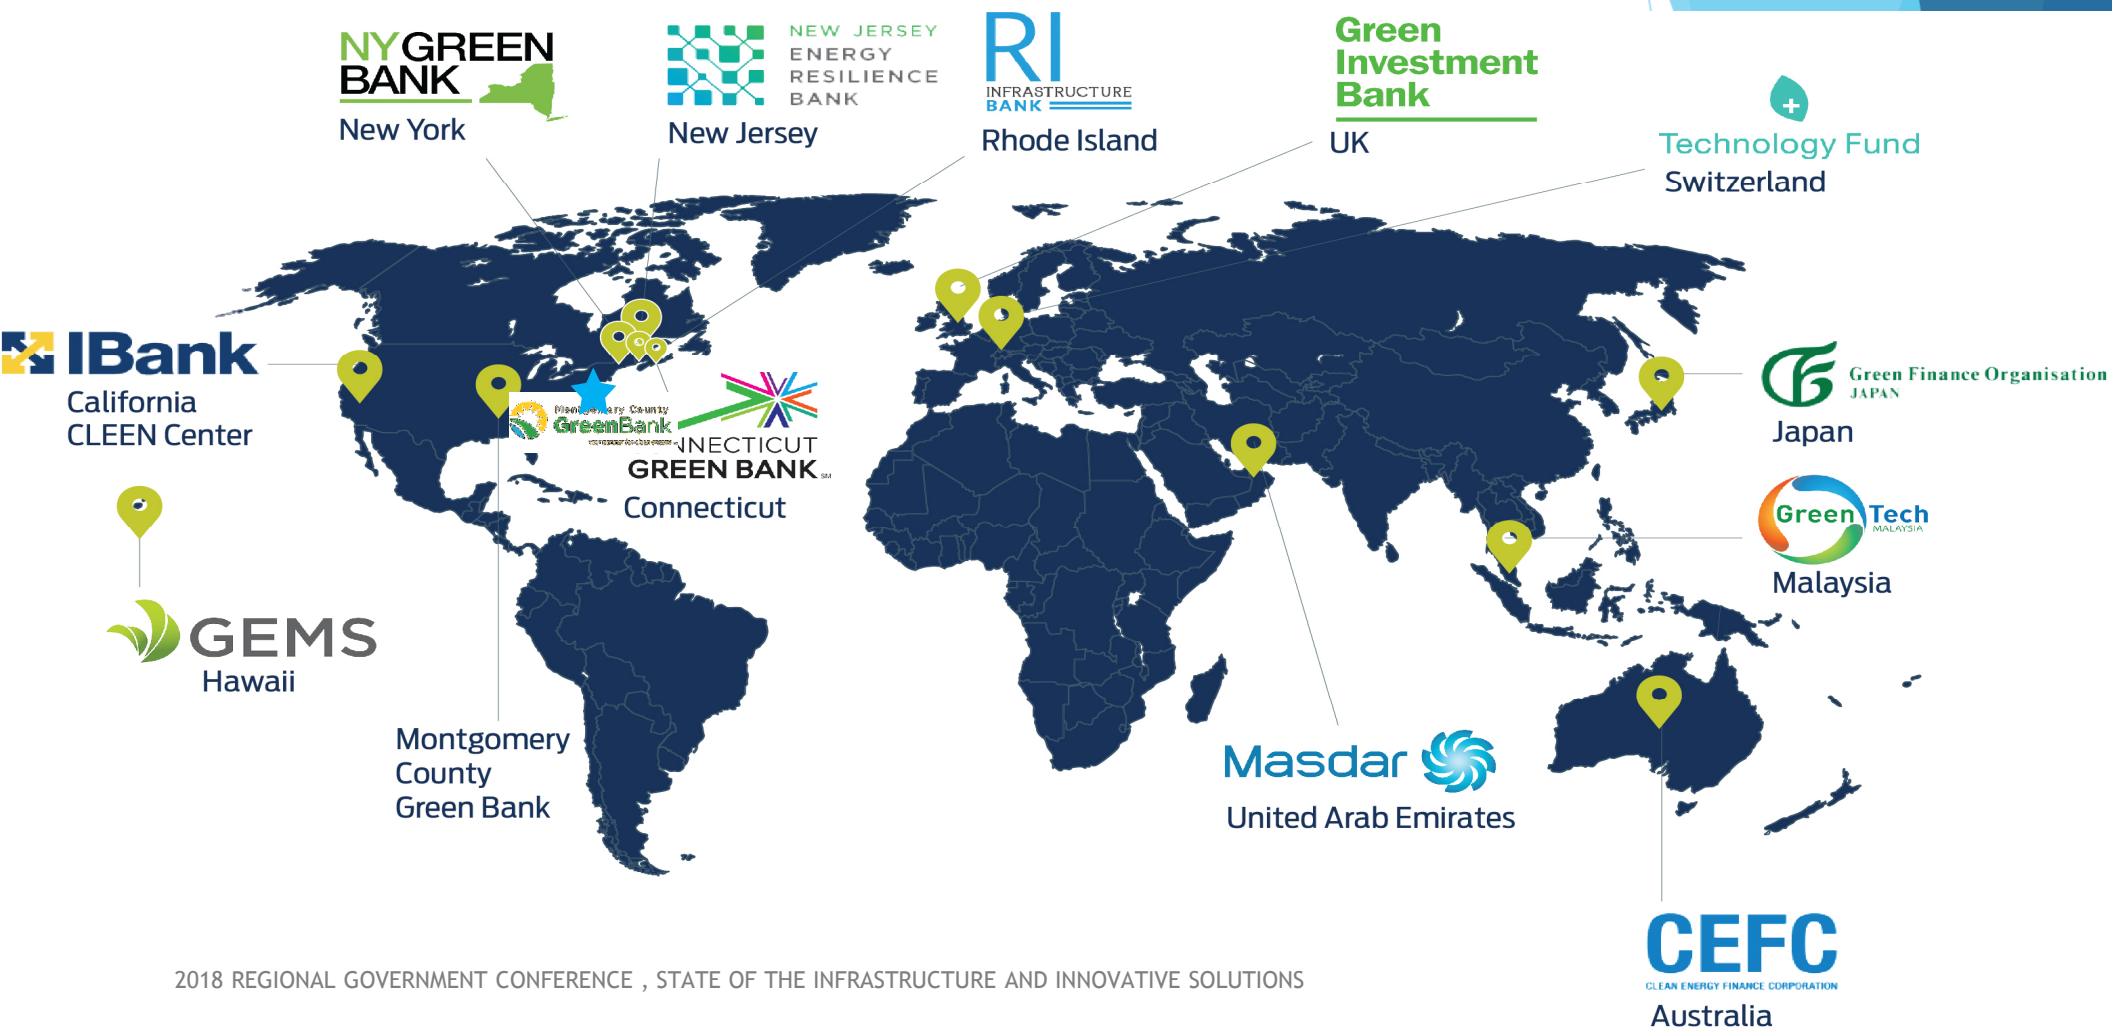 NYGREEN
BANK
New York
NEW JERSEY
ENERGY
RESILIENCE
BANK
New Jersey
RI
INFRASTRUCTURE
BANK
Rhode Island
Green
Investment
Bank
UK
Technology Fund
Switzerland
IBank
California
CLEEN Center
GEMS
Hawaii
Montgomery County
GreenBank
NNECTICUT
GREEN BANK SM
Connecticut
Montgomery
County
Green Bank
Green Finance Organisation
JAPAN
Japan
Green Tech
MALAYSIA
Malaysia
Masdar
United Arab Emirates
CEFC
CLEAN ENERGY FINANCE CORPORATION
Australia
2018 REGIONAL GOVERNMENT CONFERENCE , STATE OF THE INFRASTRUCTURE AND INNOVATIVE SOLUTIONS